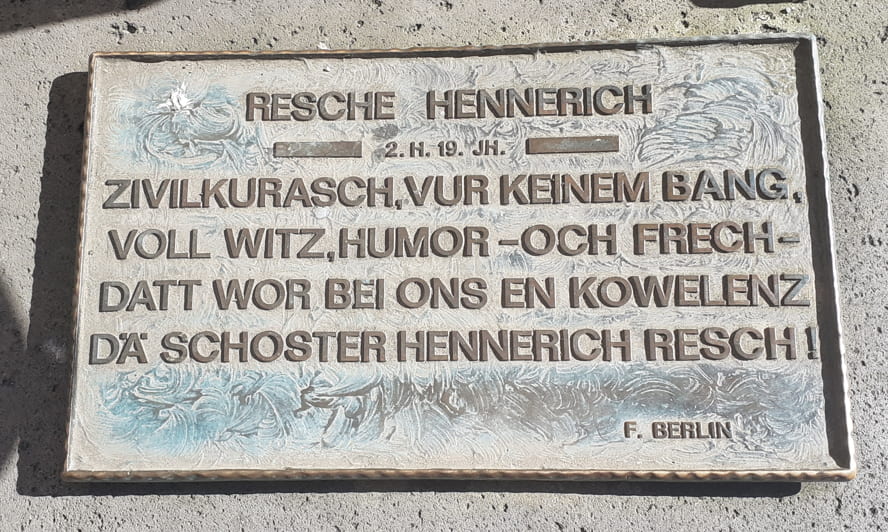 RESCHE HENNERICH
2. H. 19. JH.
ZIVILKURASCH, VUR KEINEM BANG,
VOLL WITZ, HUMOR – OCH FRECH –
DATT WOR BEI ONS EN KOWELENZ
DÄ SCHOSTER HENNERICH RESCH!
F. BERLIN